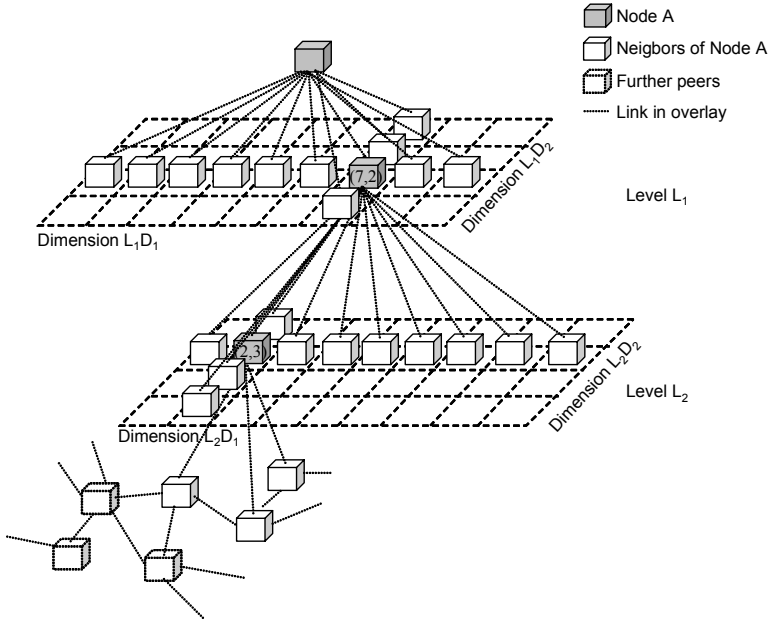 Node A
Neigbors of Node A
Further peers
Link in overlay
(7,2)
Dimension L₁D₂
Level L₁
Dimension L₁D₁
(2,3)
Dimension L₂D₂
Level L₂
Dimension L₂D₁